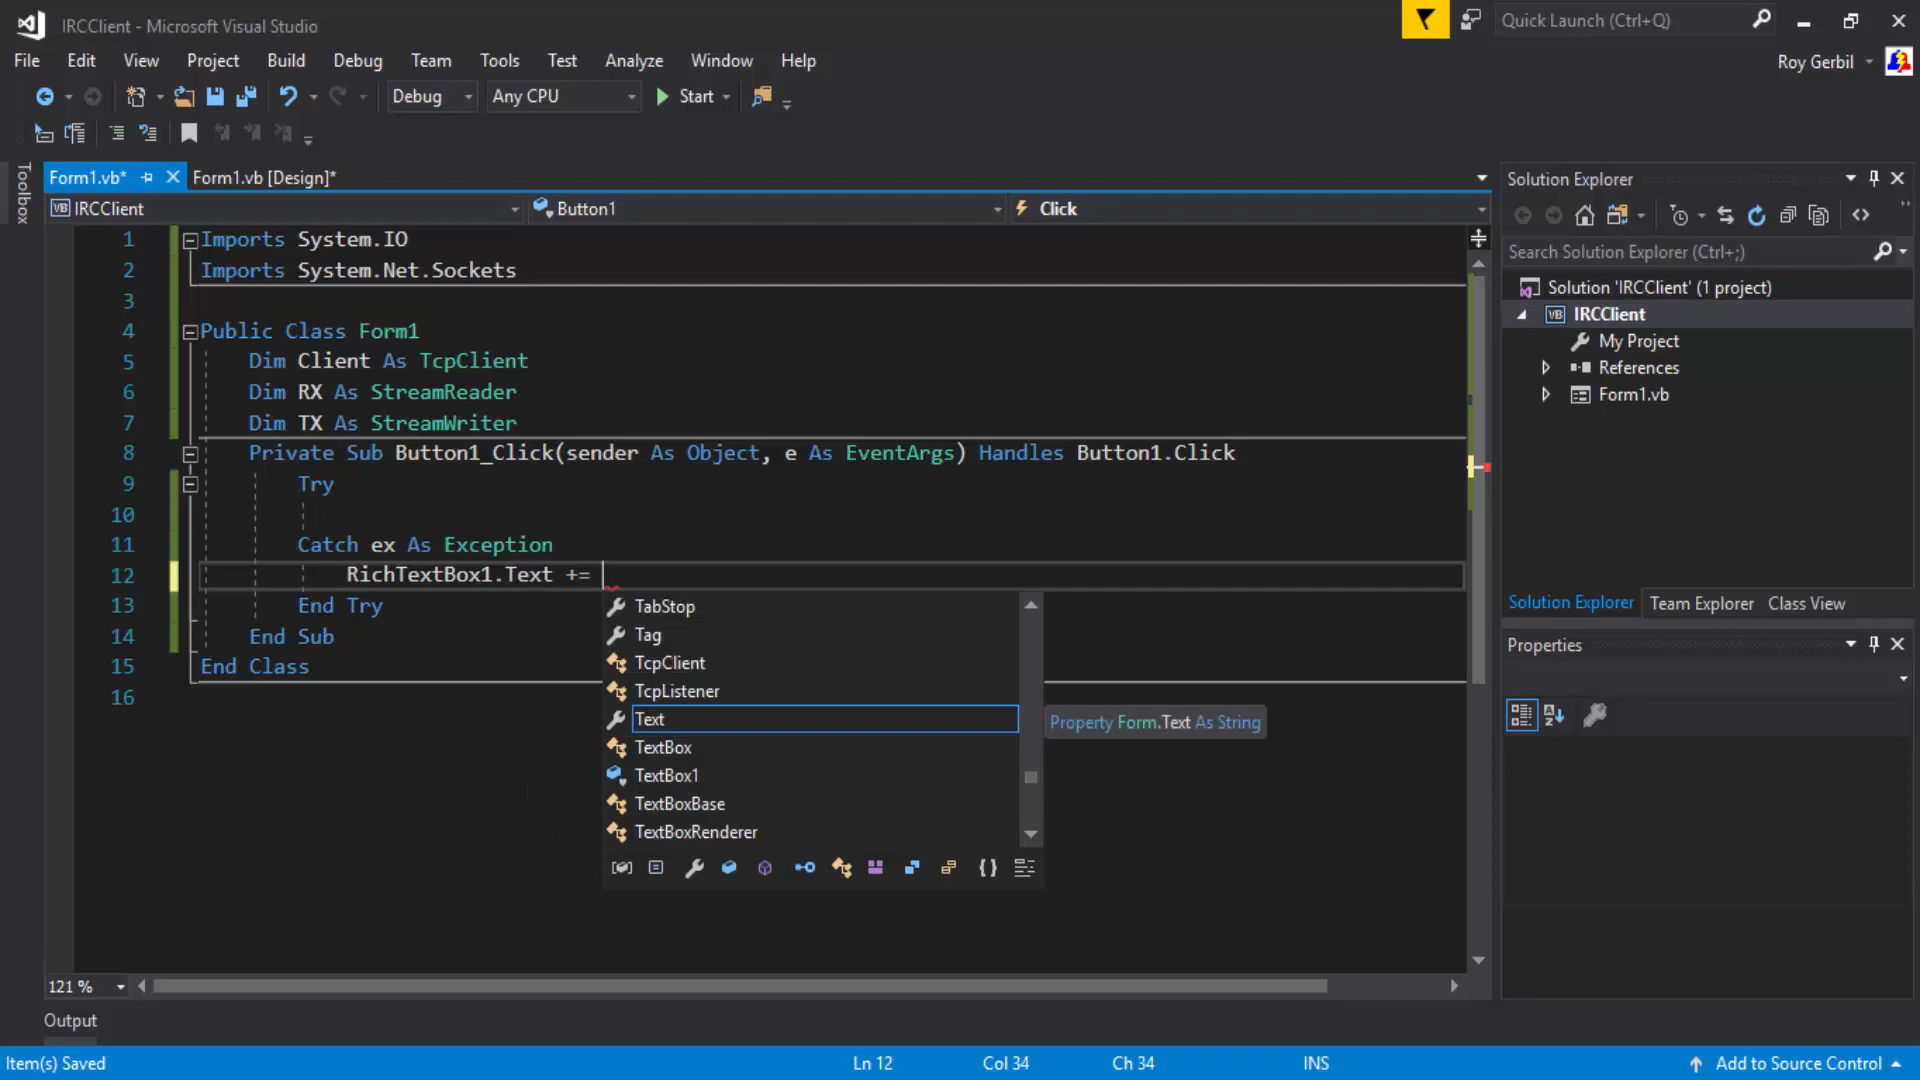 IRCClient - Microsoft Visual Studio
Quick Launch (Ctrl+Q)
File Edit View Project Build Debug Team Tools Test Analyze Window Help
Roy Gerbil
Debug Any CPU Start
Toolbox
Form1.vb* Form1.vb [Design]*
IRCClient Button1 Click
1 Imports System.IO
2 Imports System.Net.Sockets
3
4 Public Class Form1
5 Dim Client As TcpClient
6 Dim RX As StreamReader
7 Dim TX As StreamWriter
8 Private Sub Button1_Click(sender As Object, e As EventArgs) Handles Button1.Click
9 Try
10
11 Catch ex As Exception
12 RichTextBox1.Text +=
13 End Try
14 End Sub
15 End Class
16
TabStop
Tag
TcpClient
TcpListener
Text
Property Form.Text As String
TextBox
TextBox1
TextBoxBase
TextBoxRenderer
121 %
Solution Explorer
Search Solution Explorer (Ctrl+;)
Solution 'IRCClient' (1 project)
IRCClient
My Project
References
Form1.vb
Solution Explorer Team Explorer Class View
Properties
Output
Item(s) Saved Ln 12 Col 34 Ch 34 INS Add to Source Control